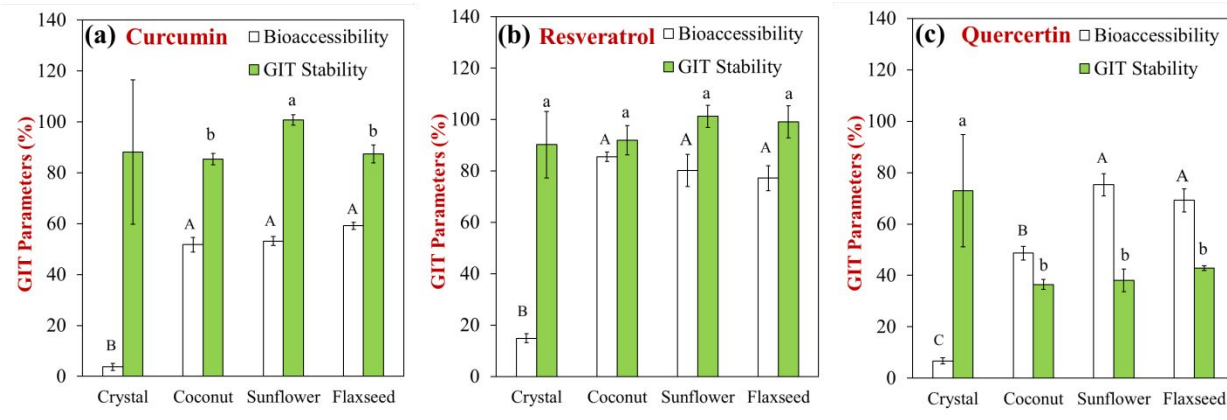 (a) Curcumin
Bioaccessibility
GIT Stability
GIT Parameters (%)
140
120
100
80
60
40
20
0
B
A
b
A
a
A
b
Crystal Coconut Sunflower Flaxseed
(b) Resveratrol
Bioaccessibility
GIT Stability
GIT Parameters (%)
140
120
100
80
60
40
20
0
B
a
A
a
A
a
A
a
Crystal Coconut Sunflower Flaxseed
(c) Quercertin
Bioaccessibility
GIT Stability
GIT Parameters (%)
140
120
100
80
60
40
20
0
C
a
B
b
A
b
A
b
Crystal Coconut Sunflower Flaxseed